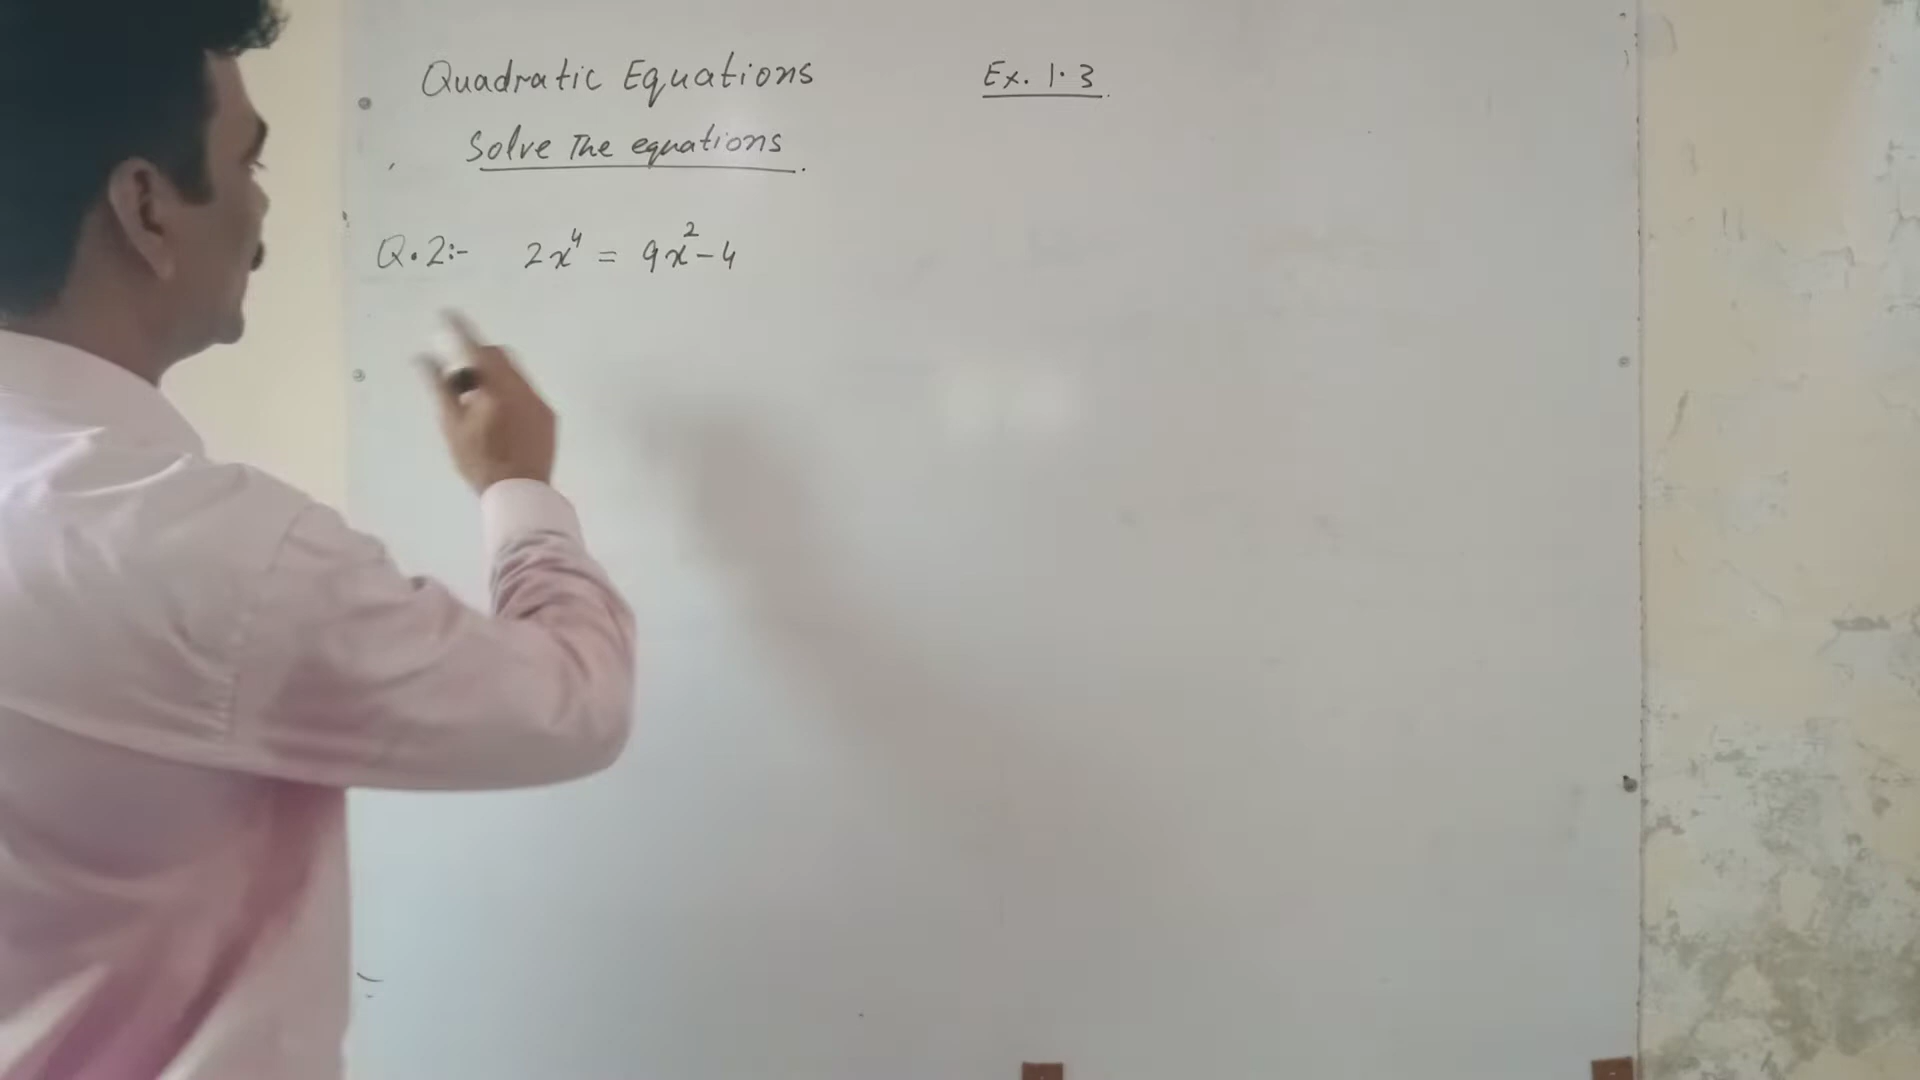 Quadratic Equations Ex. 1.3
Solve The equations
Q.2:- 2x⁴ = 9x² - 4